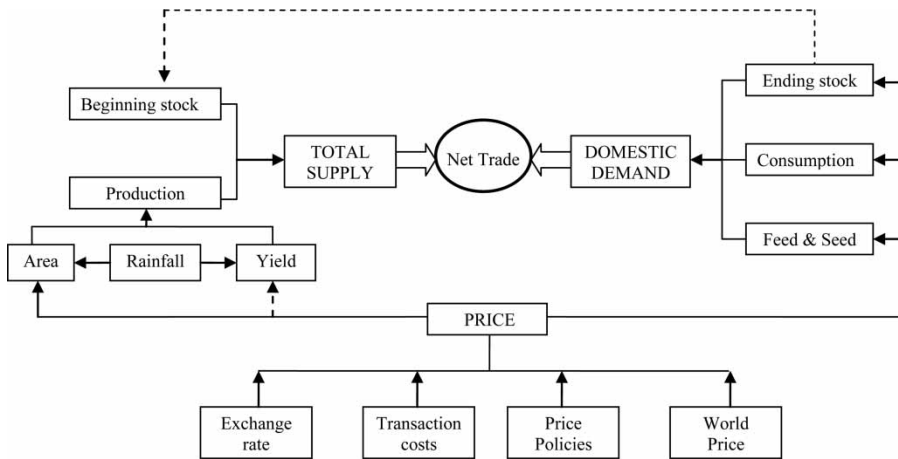 Beginning stock
Ending stock
TOTAL
SUPPLY
Net Trade
DOMESTIC
DEMAND
Consumption
Production
Feed & Seed
Area
Rainfall
Yield
PRICE
Exchange
rate
Transaction
costs
Price
Policies
World
Price